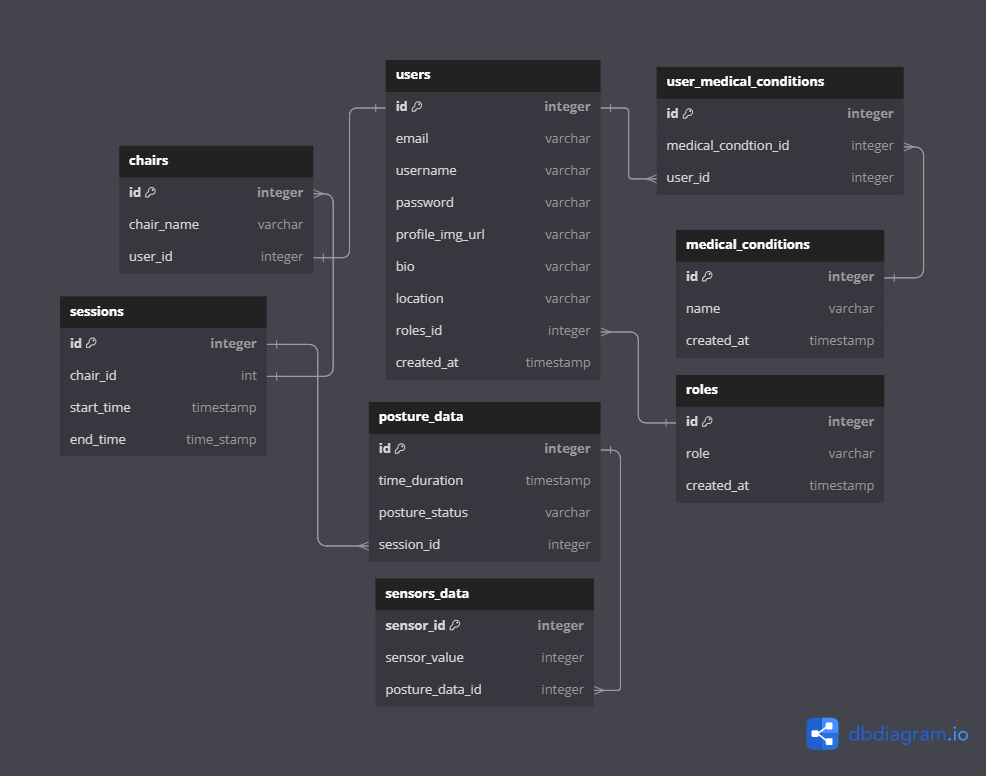 users
id integer
email varchar
username varchar
password varchar
profile_img_url varchar
bio varchar
location varchar
roles_id integer
created_at timestamp
user_medical_conditions
id integer
medical_condtion_id integer
user_id integer
chairs
id integer
chair_name varchar
user_id integer
medical_conditions
id integer
name varchar
created_at timestamp
sessions
id integer
chair_id int
start_time timestamp
end_time time_stamp
roles
id integer
role varchar
created_at timestamp
posture_data
id integer
time_duration timestamp
posture_status varchar
session_id integer
sensors_data
sensor_id integer
sensor_value integer
posture_data_id integer
dbdiagram.io